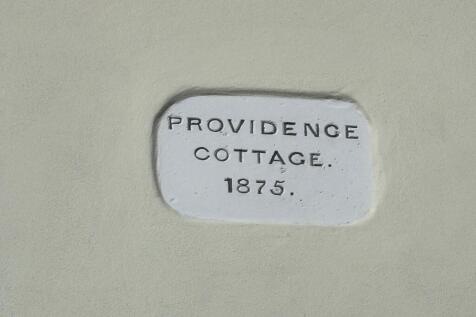 PROVIDENCE
COTTAGE.
1875.